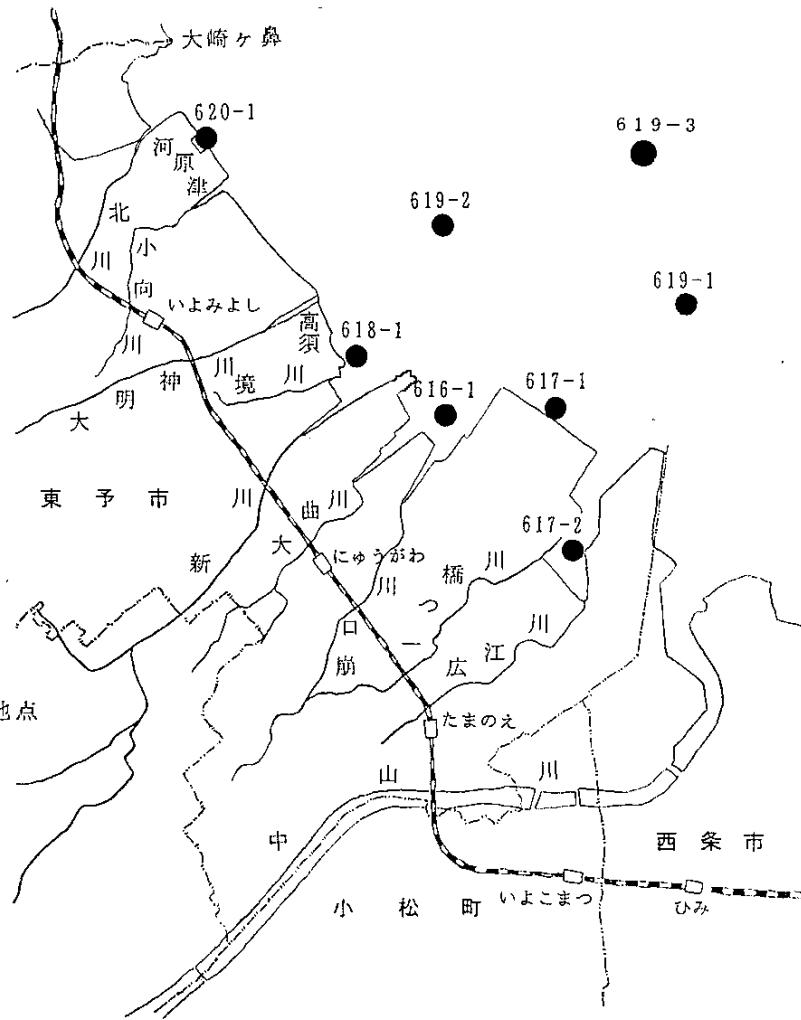 大崎ヶ鼻
620-1
619-3
河原津
619-2
北川
小向川
619-1
いよみよし
高須
618-1
大明神川
境川
616-1
617-1
東予市
新川
大曲川
617-2
にゅうがわ
崩口川
一つ橋川
広江川
地点
たまのえ
中山川
西条市
小松町
いよこまつ
ひみ